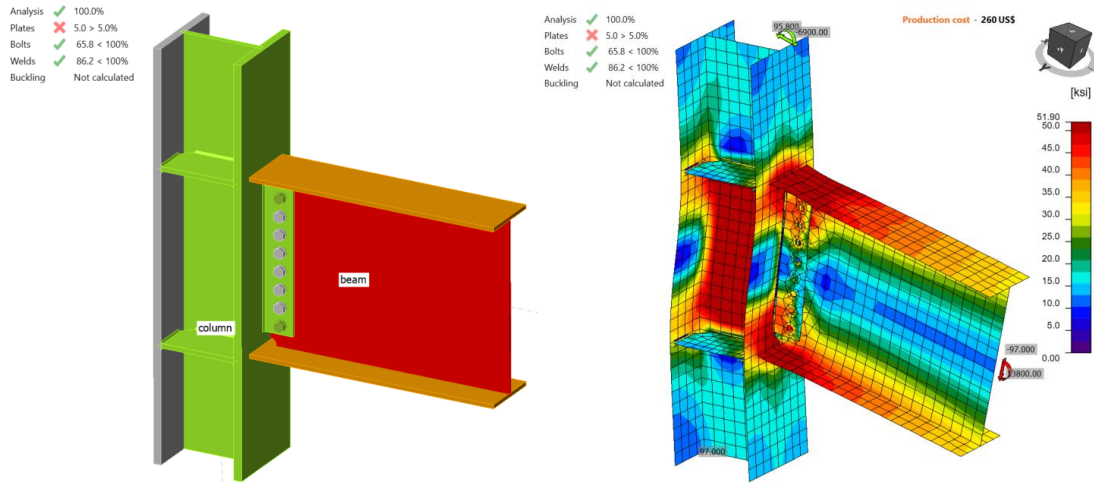 Analysis 100.0%
Plates 5.0 > 5.0%
Bolts 65.8 < 100%
Welds 86.2 < 100%
Buckling Not calculated
beam
column
Analysis 100.0%
Plates 5.0 > 5.0%
Bolts 65.8 < 100%
Welds 86.2 < 100%
Buckling Not calculated
95.800
-6900.00
Production cost - 260 US$
[ksi]
51.90
50.0
45.0
40.0
35.0
30.0
25.0
20.0
15.0
10.0
5.0
0.00
-97.000
13800.00
97.000